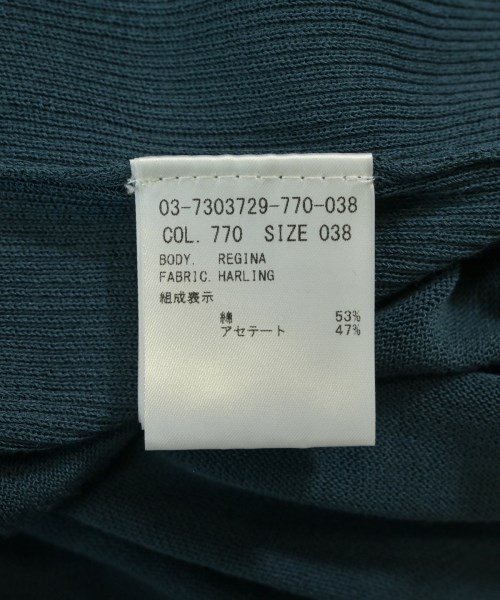 03-7303729-770-038
COL. 770 SIZE 038
BODY. REGINA
FABRIC. HARLING
組成表示
綿 53%
アセテート 47%